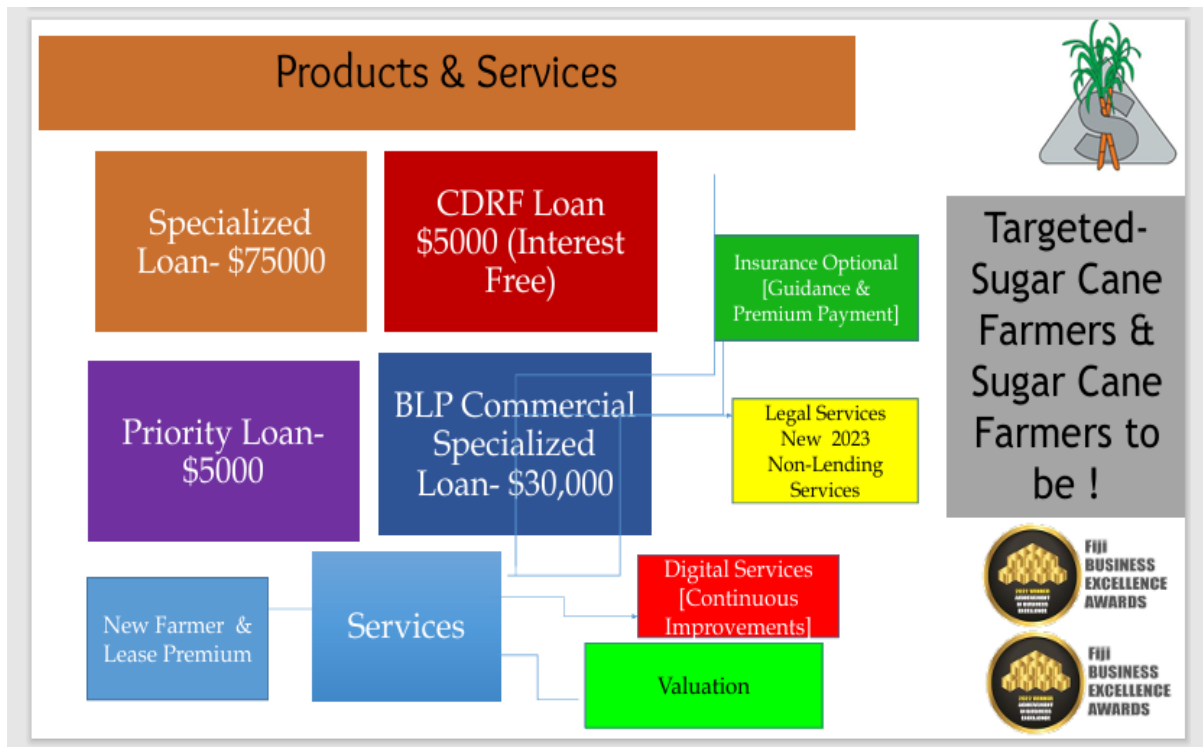 Products & Services
Specialized
Loan- $75000
CDRF Loan
$5000 (Interest
Free)
Insurance Optional
[Guidance &
Premium Payment]
Targeted-
Sugar Cane
Farmers &
Sugar Cane
Farmers to
be !
Priority Loan-
$5000
BLP Commercial
Specialized
Loan- $30,000
Legal Services
New 2023
Non-Lending
Services
New Farmer &
Lease Premium
Services
Digital Services
[Continuous
Improvements]
Valuation
FIJI
BUSINESS
EXCELLENCE
AWARDS
FIJI
BUSINESS
EXCELLENCE
AWARDS